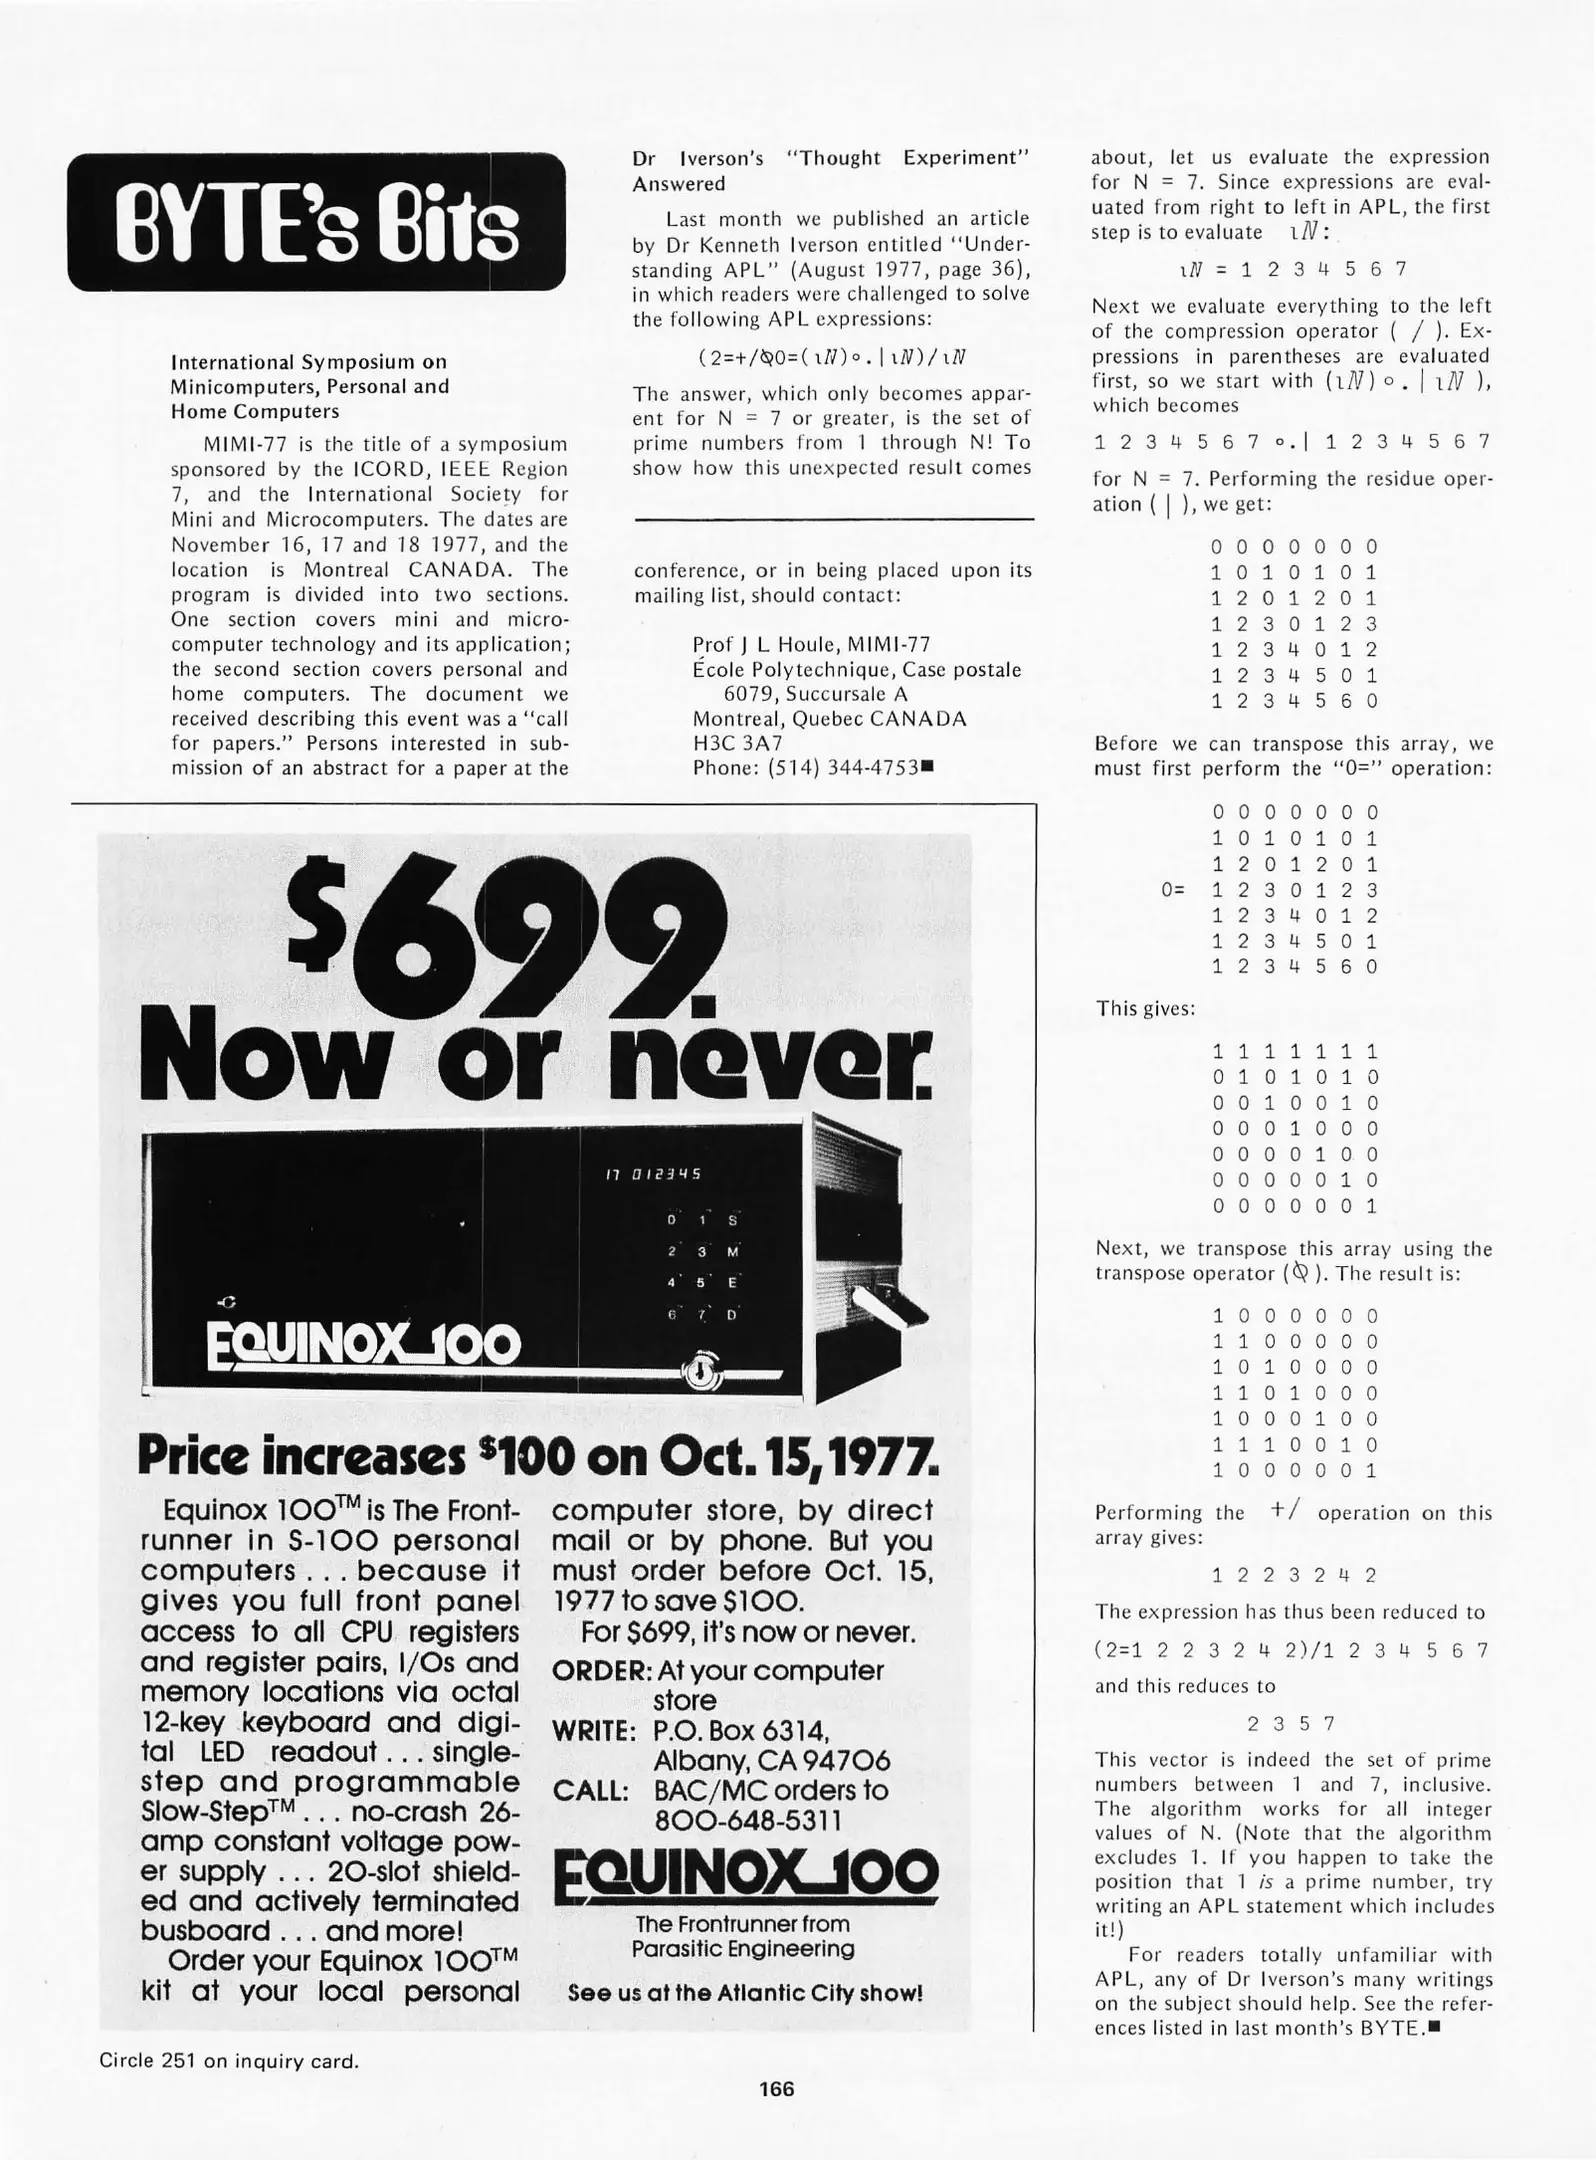 BYTE's Bits
International Symposium on
Minicomputers, Personal and
Home Computers
MIMI-77 is the title of a symposium
sponsored by the ICORD, IEEE Region
7, and the International Society for
Mini and Microcomputers. The dates are
November 16, 17 and 18 1977, and the
location is Montreal CANADA. The
program is divided into two sections.
One section covers mini and micro-
computer technology and its application;
the second section covers personal and
home computers. The document we
received describing this event was a "call
for papers." Persons interested in sub-
mission of an abstract for a paper at the
conference, or in being placed upon its
mailing list, should contact:
Prof J L Houle, MIMI-77
École Polytechnique, Case postale
6079, Succursale A
Montreal, Quebec CANADA
H3C 3A7
Phone: (514) 344-4753■
Dr Iverson's "Thought Experiment"
Answered
Last month we published an article
by Dr Kenneth Iverson entitled "Under-
standing APL" (August 1977, page 36),
in which readers were challenged to solve
the following APL expressions:
(2=+/⍉0=(⍳N)∘.|⍳N)/⍳N
The answer, which only becomes appar-
ent for N = 7 or greater, is the set of
prime numbers from 1 through N! To
show how this unexpected result comes
about, let us evaluate the expression
for N = 7. Since expressions are eval-
uated from right to left in APL, the first
step is to evaluate ⍳N:
⍳N = 1 2 3 4 5 6 7
Next we evaluate everything to the left
of the compression operator ( / ). Ex-
pressions in parentheses are evaluated
first, so we start with (⍳N) ∘ . | ⍳N ),
which becomes
1 2 3 4 5 6 7 ∘.| 1 2 3 4 5 6 7
for N = 7. Performing the residue oper-
ation ( | ), we get:
0 0 0 0 0 0 0
1 0 1 0 1 0 1
1 2 0 1 2 0 1
1 2 3 0 1 2 3
1 2 3 4 0 1 2
1 2 3 4 5 0 1
1 2 3 4 5 6 0
Before we can transpose this array, we
must first perform the "0=" operation:
0 0 0 0 0 0 0
1 0 1 0 1 0 1
1 2 0 1 2 0 1
0= 1 2 3 0 1 2 3
1 2 3 4 0 1 2
1 2 3 4 5 0 1
1 2 3 4 5 6 0
This gives:
1 1 1 1 1 1 1
0 1 0 1 0 1 0
0 0 1 0 0 1 0
0 0 0 1 0 0 0
0 0 0 0 1 0 0
0 0 0 0 0 1 0
0 0 0 0 0 0 1
Next, we transpose this array using the
transpose operator (⍉ ). The result is:
1 0 0 0 0 0 0
1 1 0 0 0 0 0
1 0 1 0 0 0 0
1 1 0 1 0 0 0
1 0 0 0 1 0 0
1 1 1 0 0 1 0
1 0 0 0 0 0 1
Performing the +/ operation on this
array gives:
1 2 2 3 2 4 2
The expression has thus been reduced to
(2=1 2 2 3 2 4 2)/1 2 3 4 5 6 7
and this reduces to
2 3 5 7
This vector is indeed the set of prime
numbers between 1 and 7, inclusive.
The algorithm works for all integer
values of N. (Note that the algorithm
excludes 1. If you happen to take the
position that 1 is a prime number, try
writing an APL statement which includes
it!)
For readers totally unfamiliar with
APL, any of Dr Iverson's many writings
on the subject should help. See the refer-
ences listed in last month's BYTE.■
$699.
Now or never.
17 012345
0 1 S
2 3 M
4 5 E
6 7 D
EQUINOX 100
Price increases $100 on Oct. 15, 1977.
Equinox 100™ is The Front-
runner in S-100 personal
computers . . . because it
gives you full front panel
access to all CPU registers
and register pairs, I/Os and
memory locations via octal
12-key keyboard and digi-
tal LED readout . . . single-
step and programmable
Slow-Step™ . . . no-crash 26-
amp constant voltage pow-
er supply . . . 20-slot shield-
ed and actively terminated
busboard . . . and more!
Order your Equinox 100™
kit at your local personal
computer store, by direct
mail or by phone. But you
must order before Oct. 15,
1977 to save $100.
For $699, it's now or never.
ORDER: At your computer
store
WRITE: P.O. Box 6314,
Albany, CA 94706
CALL: BAC/MC orders to
800-648-5311
EQUINOX 100
The Frontrunner from
Parasitic Engineering
See us at the Atlantic City show!
Circle 251 on inquiry card.
166